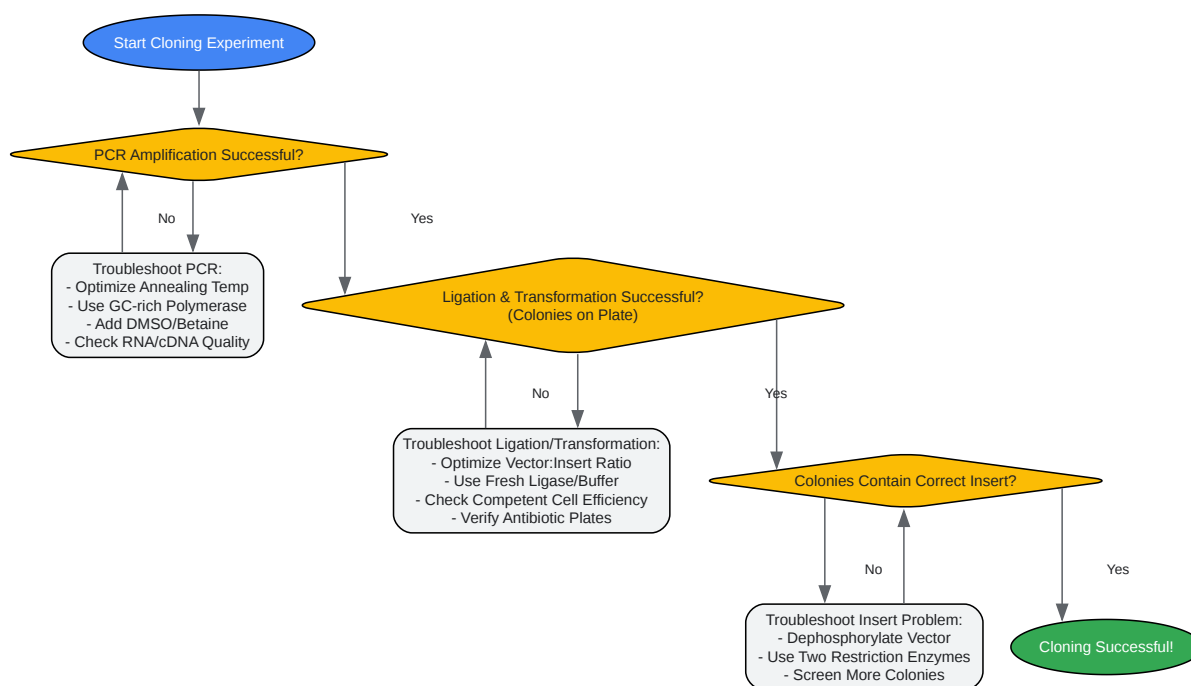 Start Cloning Experiment
PCR Amplification Successful?
No
Yes
Troubleshoot PCR:
- Optimize Annealing Temp
- Use GC-rich Polymerase
- Add DMSO/Betaine
- Check RNA/cDNA Quality
Ligation & Transformation Successful?
(Colonies on Plate)
No
Yes
Troubleshoot Ligation/Transformation:
- Optimize Vector:Insert Ratio
- Use Fresh Ligase/Buffer
- Check Competent Cell Efficiency
- Verify Antibiotic Plates
Colonies Contain Correct Insert?
No
Yes
Troubleshoot Insert Problem:
- Dephosphorylate Vector
- Use Two Restriction Enzymes
- Screen More Colonies
Cloning Successful!